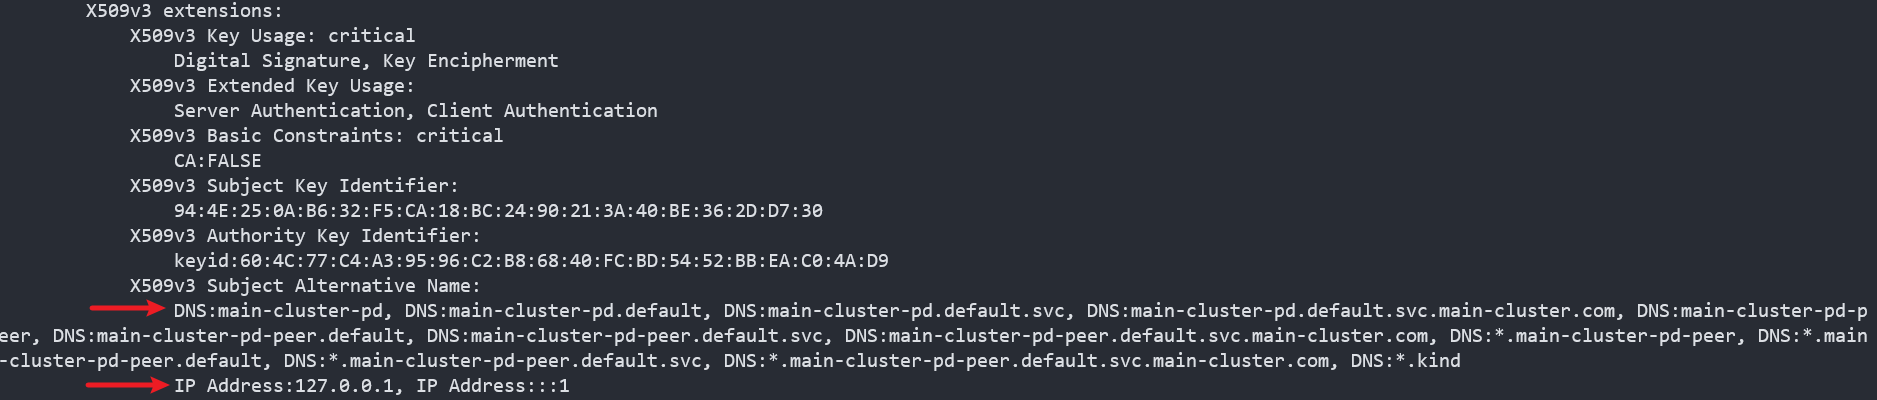 X509v3 extensions:
X509v3 Key Usage: critical
Digital Signature, Key Encipherment
X509v3 Extended Key Usage:
Server Authentication, Client Authentication
X509v3 Basic Constraints: critical
CA:FALSE
X509v3 Subject Key Identifier:
94:4E:25:0A:B6:32:F5:CA:18:BC:24:90:21:3A:40:BE:36:2D:D7:30
X509v3 Authority Key Identifier:
keyid:60:4C:77:C4:A3:95:96:C2:B8:68:40:FC:BD:54:52:BB:EA:C0:4A:D9
X509v3 Subject Alternative Name:
DNS:main-cluster-pd, DNS:main-cluster-pd.default, DNS:main-cluster-pd.default.svc, DNS:main-cluster-pd.default.svc.main-cluster.com, DNS:main-cluster-pd-p
eer, DNS:main-cluster-pd-peer.default, DNS:main-cluster-pd-peer.default.svc, DNS:main-cluster-pd-peer.default.svc.main-cluster.com, DNS:*.main-cluster-pd-peer, DNS:*.main
-cluster-pd-peer.default, DNS:*.main-cluster-pd-peer.default.svc, DNS:*.main-cluster-pd-peer.default.svc.main-cluster.com, DNS:*.kind
IP Address:127.0.0.1, IP Address:::1